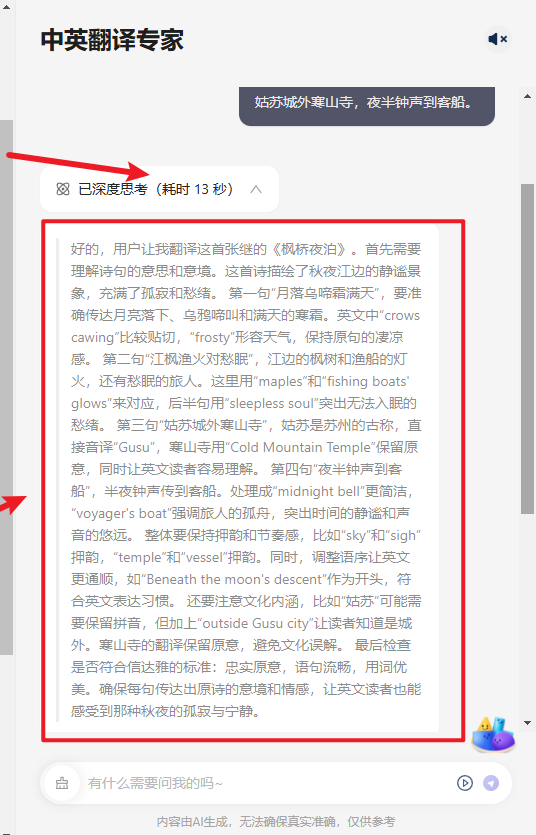 中英翻译专家
姑苏城外寒山寺，夜半钟声到客船。
已深度思考（耗时 13 秒）
好的，用户让我翻译这首张继的《枫桥夜泊》。首先需要
理解诗句的意思和意境。这首诗描绘了秋夜江边的静谧景
象，充满了孤寂和愁绪。 第一句“月落乌啼霜满天”，要准
确传达月亮落下、乌鸦啼叫和满天的寒霜。英文中“crows
cawing”比较贴切，“frosty”形容天气，保持原句的凄凉
感。 第二句“江枫渔火对愁眠”，江边的枫树和渔船的灯
火，还有愁眠的旅人。这里用“maples”和“fishing boats'
glows”来对应，后半句用“sleepless soul”突出无法入眠的
愁绪。 第三句“姑苏城外寒山寺”，姑苏是苏州的古称，直
接音译“Gusu”，寒山寺用“Cold Mountain Temple”保留原
意，同时让英文读者容易理解。 第四句“夜半钟声到客
船”，半夜钟声传到客船。处理成“midnight bell”更简洁，
“voyager's boat”强调旅人的孤舟，突出时间的静谧和声
音的悠远。 整体要保持押韵和节奏感，比如“sky”和“sigh”
押韵，“temple”和“vessel”押韵。同时，调整语序让英文
更通顺，如“Beneath the moon's descent”作为开头，符
合英文表达习惯。 还要注意文化内涵，比如“姑苏”可能需
要保留拼音，但加上“outside Gusu city”让读者知道是城
外。寒山寺的翻译保留原意，避免文化误解。 最后检查
是否符合信达雅的标准：忠实原意，语句流畅，用词优
美。确保每句传达出原诗的意境和情感，让英文读者也能
感受到那种秋夜的孤寂与宁静。
有什么需要问我的吗~
内容由AI生成，无法确保真实准确，仅供参考